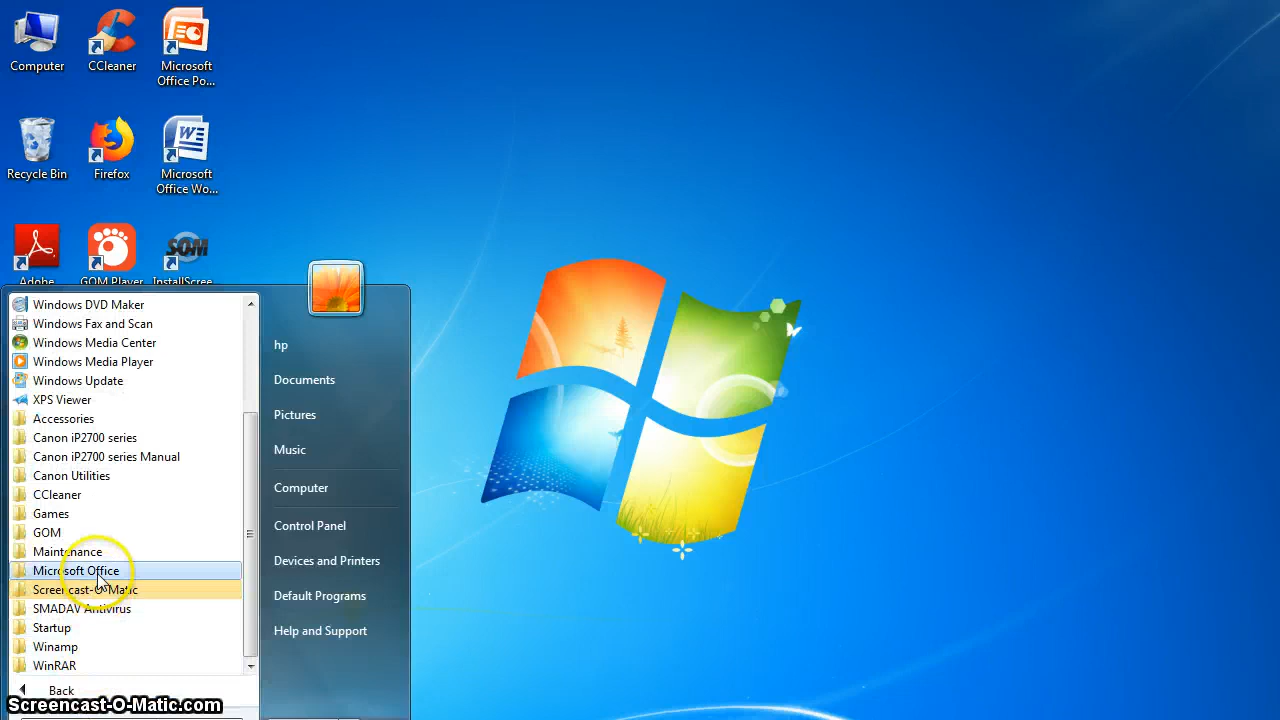 Computer
CCleaner
Microsoft
Office Po...
Recycle Bin
Firefox
Microsoft
Office Wo...
Adobe
GOM Player
InstallScree...
Windows DVD Maker
Windows Fax and Scan
Windows Media Center
Windows Media Player
Windows Update
XPS Viewer
Accessories
Canon iP2700 series
Canon iP2700 series Manual
Canon Utilities
CCleaner
Games
GOM
Maintenance
Microsoft Office
Screencast-O-Matic
SMADAV Antivirus
Startup
Winamp
WinRAR
Back
hp
Documents
Pictures
Music
Computer
Control Panel
Devices and Printers
Default Programs
Help and Support
Screencast-O-Matic.com